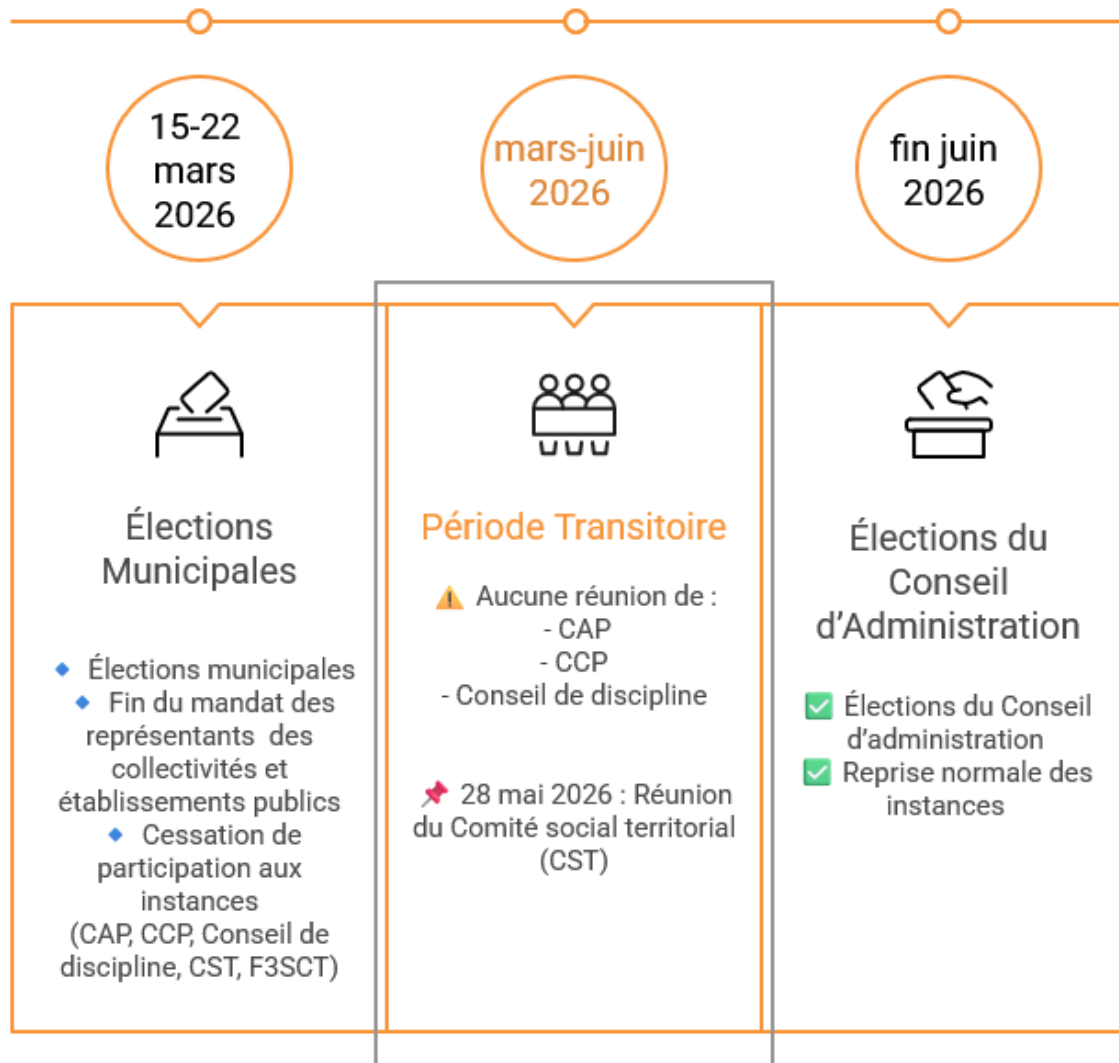 15-22
mars
2026
mars-juin
2026
fin juin
2026
Élections
Municipales
🔹 Élections municipales
🔹 Fin du mandat des
représentants des
collectivités et
établissements publics
🔹 Cessation de
participation aux
instances
(CAP, CCP, Conseil de
discipline, CST, F3SCT)
Période Transitoire
⚠️ Aucune réunion de :
- CAP
- CCP
- Conseil de discipline
📌 28 mai 2026 : Réunion
du Comité social territorial
(CST)
Élections du
Conseil
d’Administration
✅ Élections du Conseil
d’administration
✅ Reprise normale des
instances